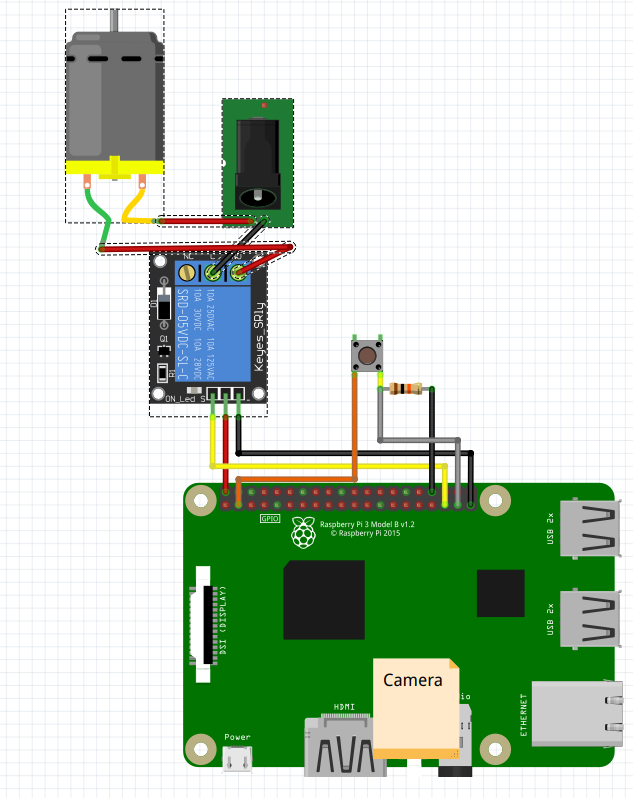 NC
SRD-05VDC-SL-C
10A 250VAC 10A 125VAC
10A 30VDC 10A 28VDC
Keyes_SRly
Q1
R1
ON_Led
S
-
GPIO
Raspberry Pi 3 Model B v1.2
© Raspberry Pi 2015
USB 2x
DSI (DISPLAY)
USB 2x
Camera
HDMI
ETHERNET
Power